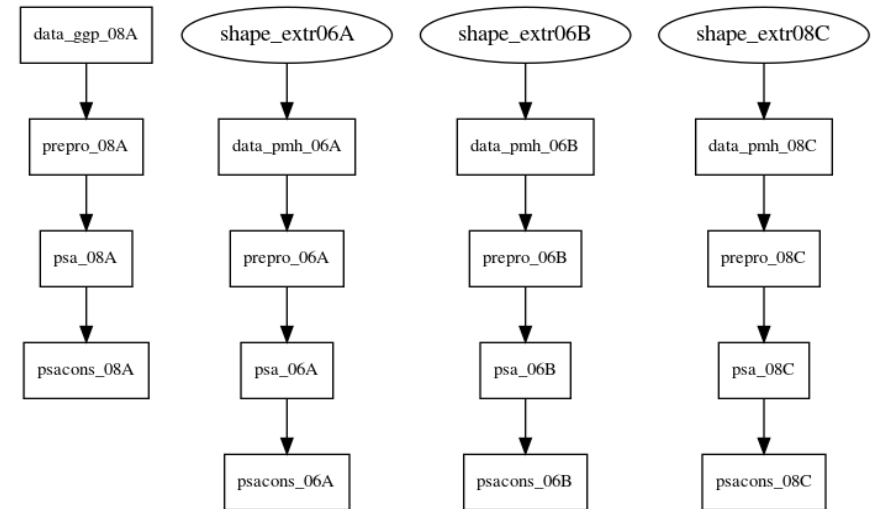 data_ggp_08A
shape_extr06A
shape_extr06B
shape_extr08C
prepro_08A
data_pmh_06A
data_pmh_06B
data_pmh_08C
psa_08A
prepro_06A
prepro_06B
prepro_08C
psacons_08A
psa_06A
psa_06B
psa_08C
psacons_06A
psacons_06B
psacons_08C